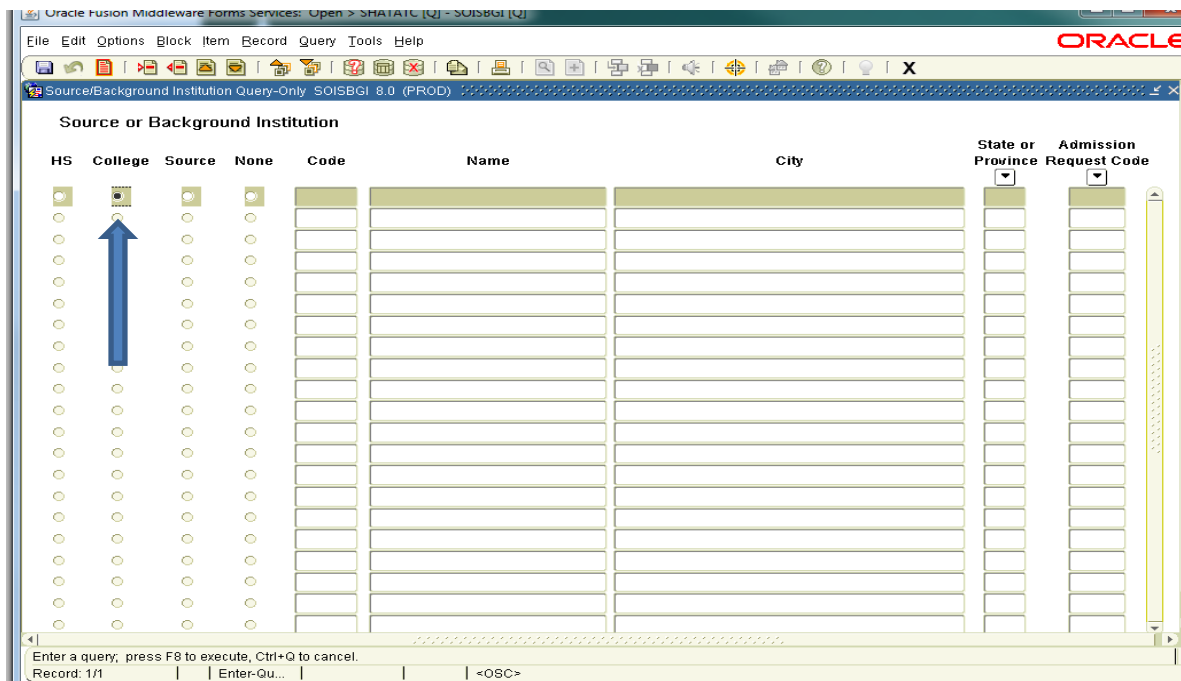 Oracle Fusion Middleware Forms Services: Open > SHATATC [Q] - SOISBGI [Q]
File Edit Options Block Item Record Query Tools Help
ORACLE
X
Source/Background Institution Query-Only SOISBGI 8.0 (PROD)
Source or Background Institution
HS College Source None Code Name City State or Province Admission Request Code
Enter a query; press F8 to execute, Ctrl+Q to cancel.
Record: 1/1 Enter-Qu... <OSC>